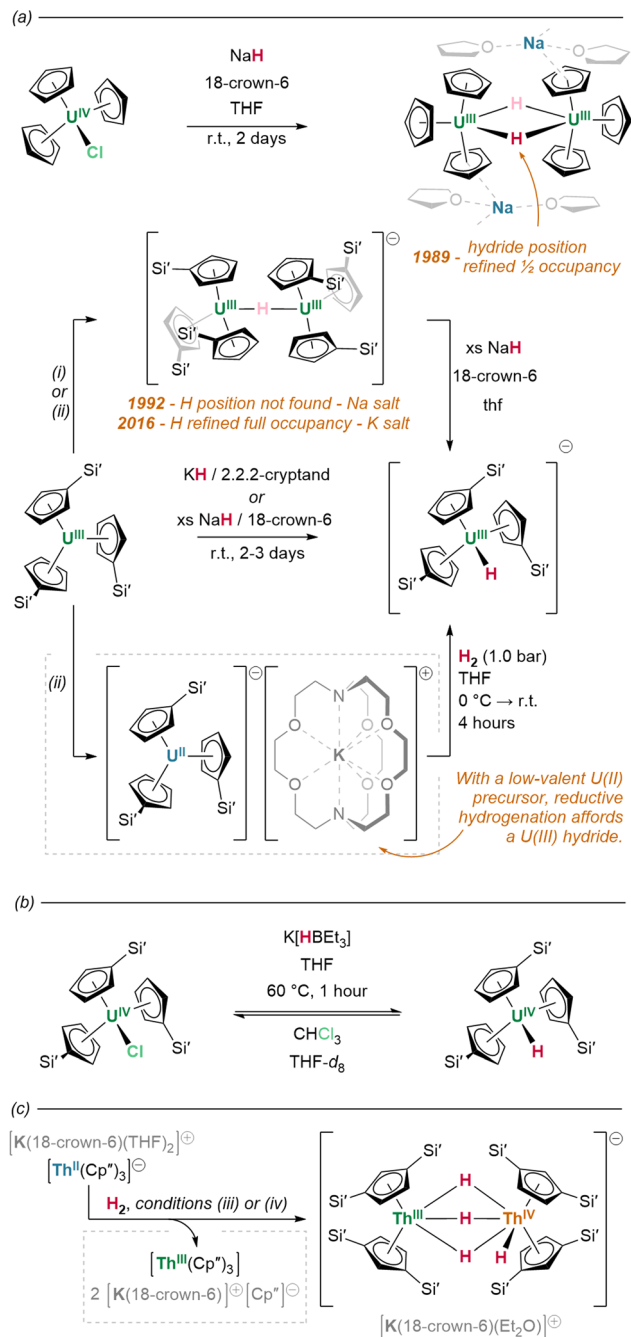 (a)
NaH
18-crown-6
THF
r.t., 2 days
U^IV
Cl
Na
O
O
U^III
H
H
U^III
Na
O
O
1989 - hydride position
refined ½ occupancy
Si′
Si′
Si′
U^III
H
U^III
Si′
Si′
Si′
⊖
1992 - H position not found - Na salt
2016 - H refined full occupancy - K salt
(i)
or
(ii)
xs NaH
18-crown-6
thf
Si′
U^III
Si′
Si′
KH / 2.2.2-cryptand
or
xs NaH / 18-crown-6
r.t., 2-3 days
⊖
Si′
U^III
H
Si′
Si′
(ii)
⊖
Si′
U^II
Si′
Si′
⊕
N
O
O
O
O
K
O
O
N
H2 (1.0 bar)
THF
0 °C → r.t.
4 hours
With a low-valent U(II)
precursor, reductive
hydrogenation affords
a U(III) hydride.
(b)
Si′
U^IV
Cl
Si′
Si′
K[HBEt3]
THF
60 °C, 1 hour
CHCl3
THF-d8
Si′
U^IV
H
Si′
Si′
(c)
[K(18-crown-6)(THF)2]⊕
[Th^II(Cp″)3]⊖
H2, conditions (iii) or (iv)
[Th^III(Cp″)3]
2 [K(18-crown-6)]⊕[Cp″]⊖
⊖
Si′
Si′
Si′
Si′
H
Th^III
H
Th^IV
H
H
Si′
Si′
Si′
Si′
[K(18-crown-6)(Et2O)]⊕